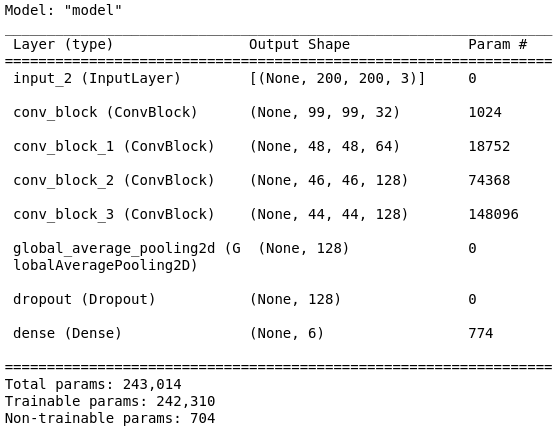 Model: "model"
Layer (type) Output Shape Param #
input_2 (InputLayer) [(None, 200, 200, 3)] 0
conv_block (ConvBlock) (None, 99, 99, 32) 1024
conv_block_1 (ConvBlock) (None, 48, 48, 64) 18752
conv_block_2 (ConvBlock) (None, 46, 46, 128) 74368
conv_block_3 (ConvBlock) (None, 44, 44, 128) 148096
global_average_pooling2d (G (None, 128) 0
lobalAveragePooling2D)
dropout (Dropout) (None, 128) 0
dense (Dense) (None, 6) 774
Total params: 243,014
Trainable params: 242,310
Non-trainable params: 704